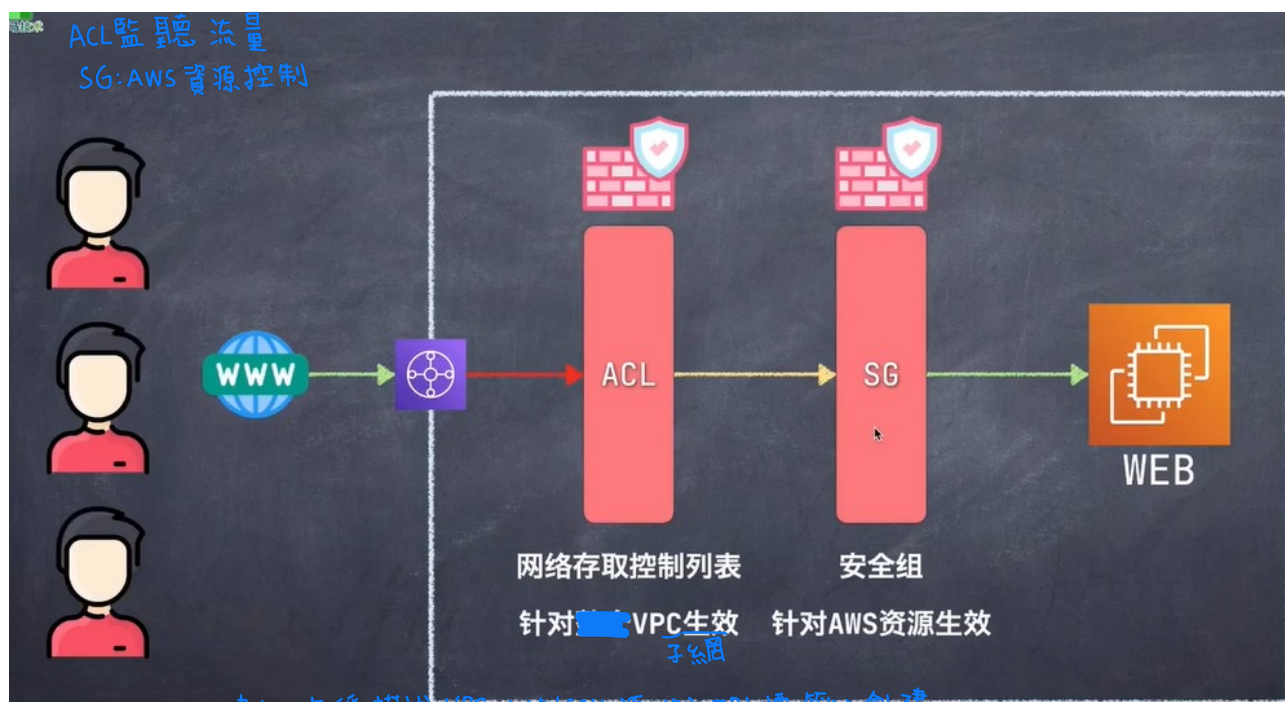 ACL監聽流量
SG:AWS資源控制
WWW
ACL
SG
WEB
网络存取控制列表
安全组
针对 VPC生效
针对AWS资源生效
子網
創建